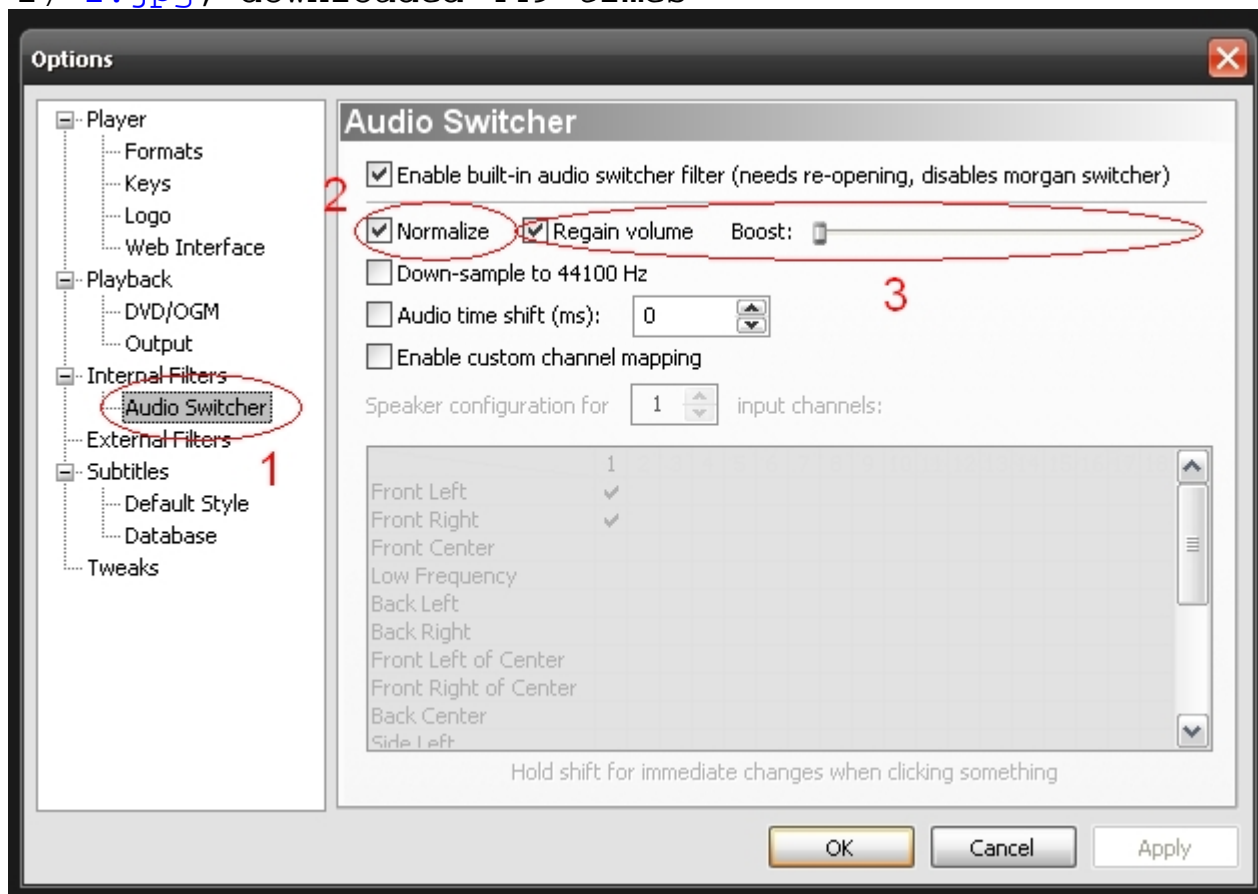 Options
Player
Formats
Keys
Logo
Web Interface
Playback
DVD/OGM
Output
Internal Filters
Audio Switcher
External Filters
Subtitles
Default Style
Database
Tweaks
1
Audio Switcher
Enable built-in audio switcher filter (needs re-opening, disables morgan switcher)
2
Normalize Regain volume Boost:
3
Down-sample to 44100 Hz
Audio time shift (ms): 0
Enable custom channel mapping
Speaker configuration for 1 input channels:
1
Front Left
Front Right
Front Center
Low Frequency
Back Left
Back Right
Front Left of Center
Front Right of Center
Back Center
Side Left
Hold shift for immediate changes when clicking something
OK Cancel Apply